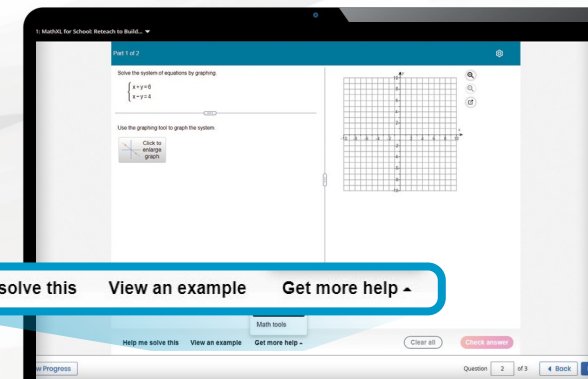 1: MathXL for School: Reteach to Build...
Part 1 of 2
Solve the system of equations by graphing.
x + y = 6
x − y = 4
Use the graphing tool to graph the system.
Click to
enlarge
graph
solve this View an example Get more help
Math tools
Help me solve this View an example Get more help
Clear all Check answer
w Progress
Question 2 of 3 Back